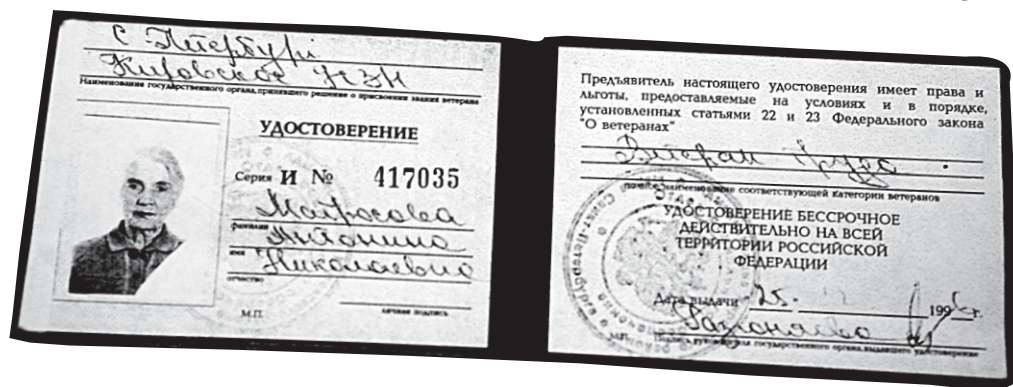 С. Петербург
Кировское УСЗН
Наименование государственного органа, принявшего решение о присвоении звания ветерана
УДОСТОВЕРЕНИЕ
Серия И № 417035
Матросова
фамилия
Антонина
имя
Николаевна
отчество
М.П.
личная подпись
Предъявитель настоящего удостоверения имеет права и
льготы, предоставляемые на условиях и в порядке,
установленных статьями 22 и 23 Федерального закона
"О ветеранах"
Ветеран труда
полное наименование соответствующей категории ветеранов
УДОСТОВЕРЕНИЕ БЕССРОЧНОЕ
ДЕЙСТВИТЕЛЬНО НА ВСЕЙ
ТЕРРИТОРИИ РОССИЙСКОЙ
ФЕДЕРАЦИИ
Дата выдачи 25. 199 г.
Подпись руководителя государственного органа, выдавшего удостоверение